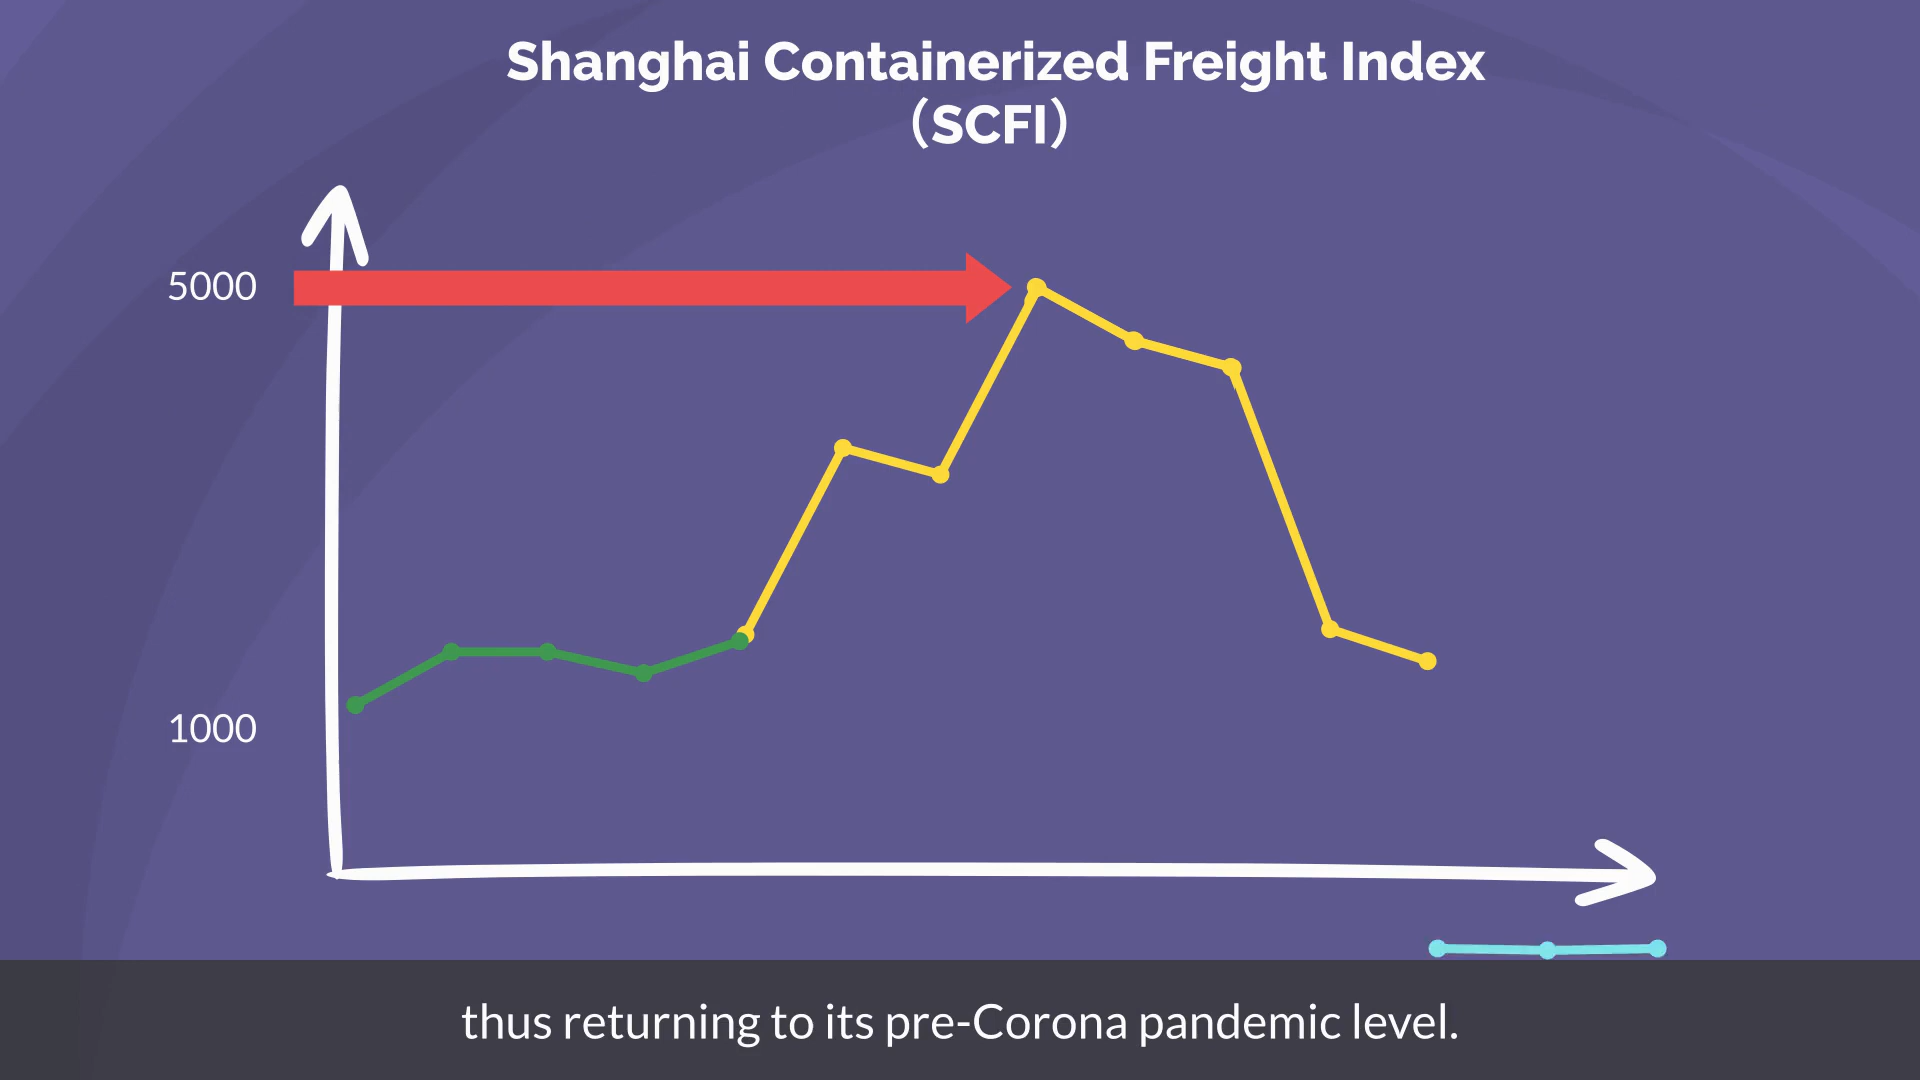 Shanghai Containerized Freight Index
(SCFI)
5000
1000
thus returning to its pre-Corona pandemic level.